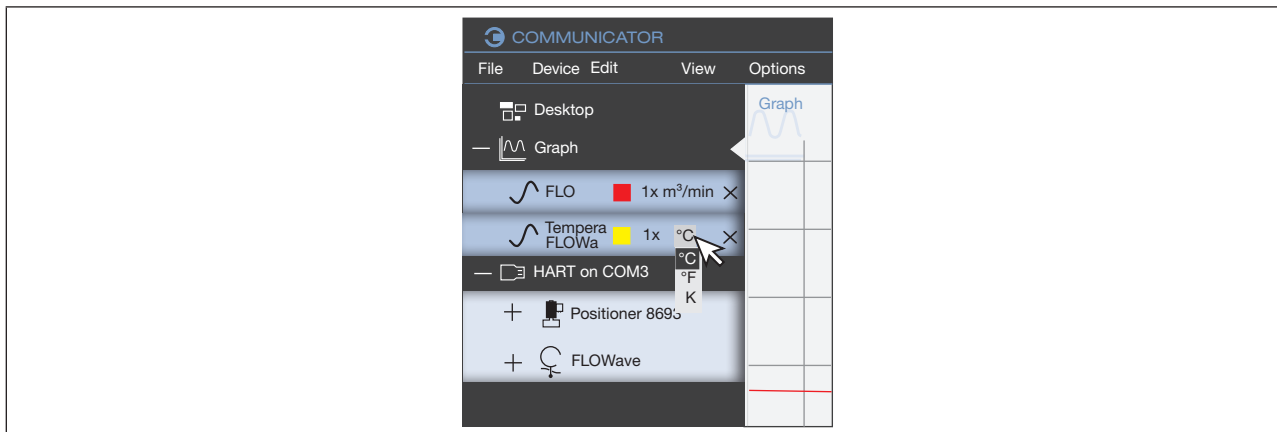 COMMUNICATOR
File Device Edit View Options
Desktop
Graph
Graph
FLO 1x m³/min
Tempera
FLOWa
1x °C
°C
°F
K
HART on COM3
Positioner 8693
FLOWave